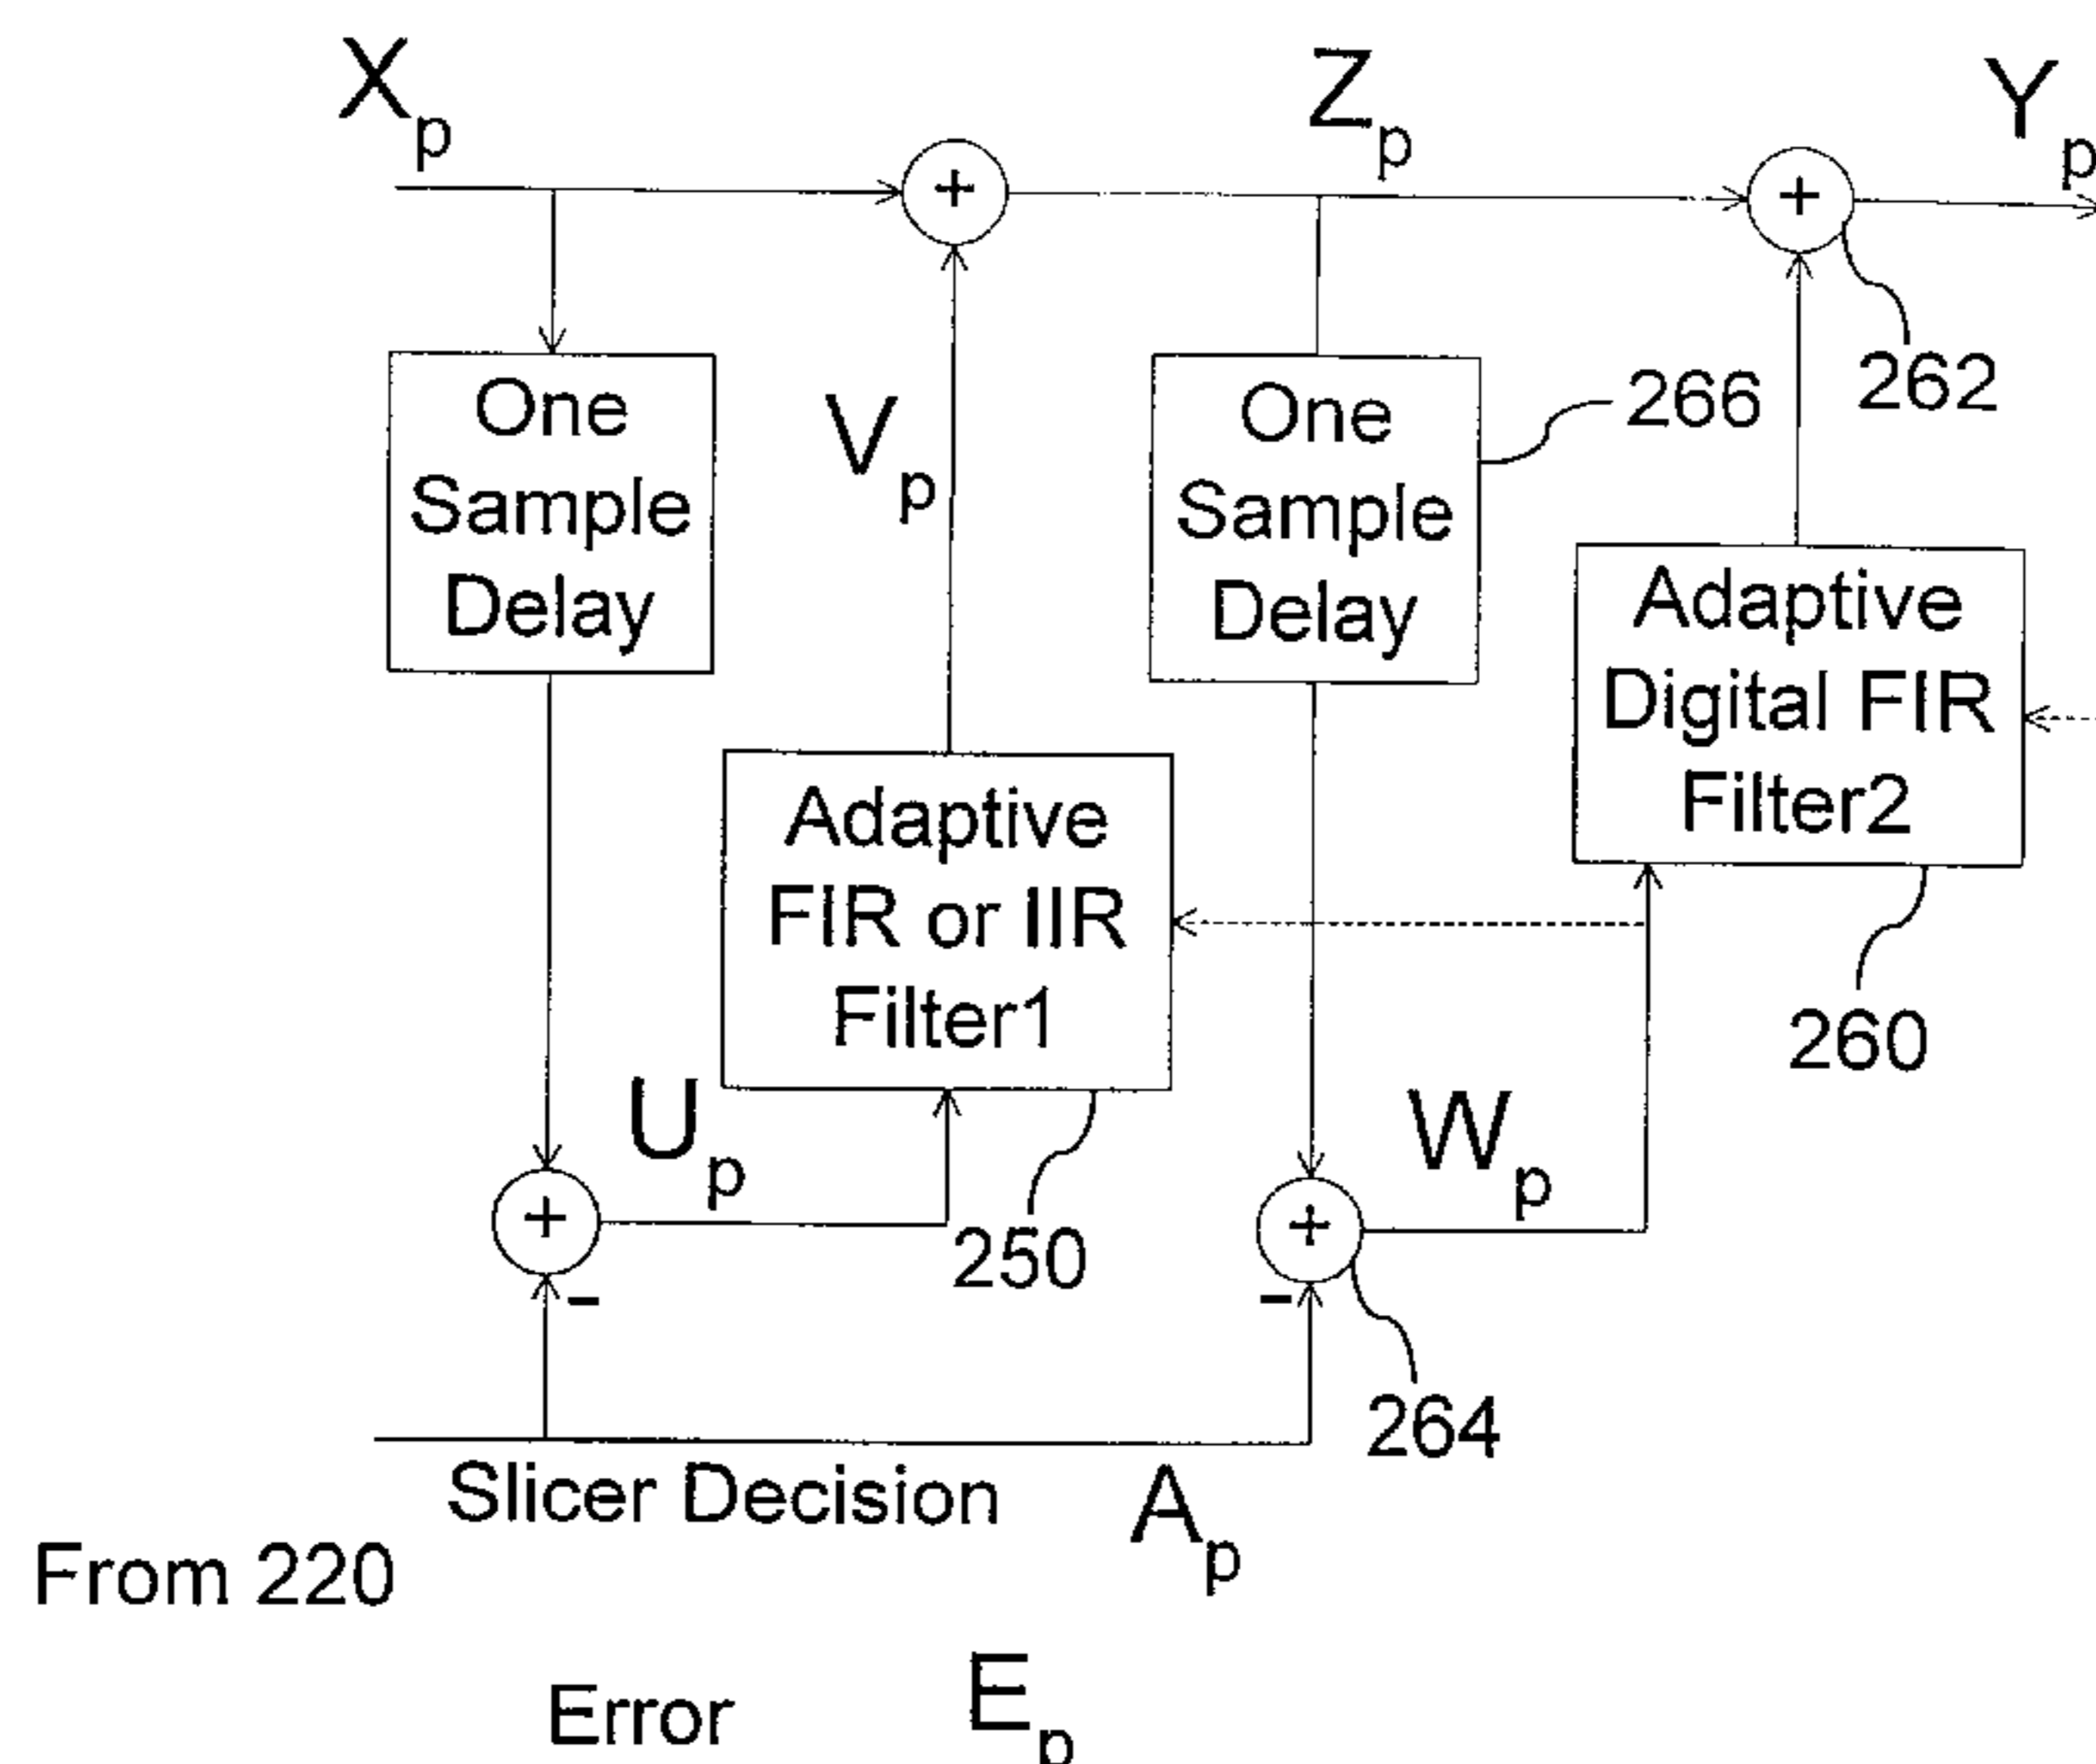 Xp
Zp
Yp
+
+
One
Sample
Delay
Vp
One
Sample
Delay
266
262
Adaptive
Digital FIR
Filter2
Adaptive
FIR or IIR
Filter1
260
Up
Wp
+
250
+
-
-
264
Slicer Decision
Ap
From 220
Error
Ep